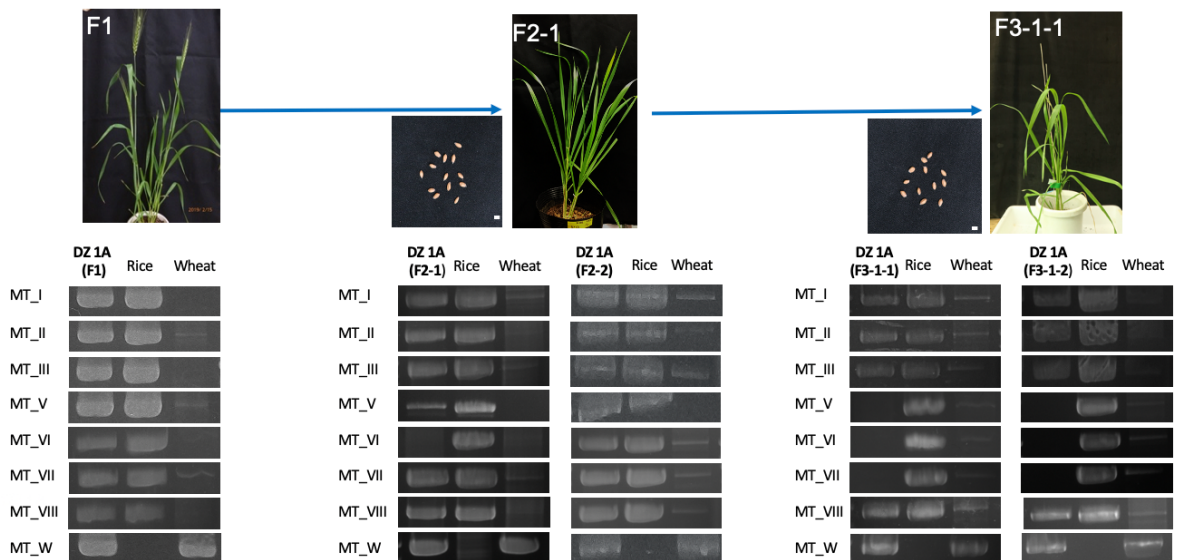 F1
F2-1
F3-1-1
DZ 1A
(F1)
Rice
Wheat
DZ 1A
(F2-1)
Rice
Wheat
DZ 1A
(F2-2)
Rice
Wheat
DZ 1A
(F3-1-1)
Rice
Wheat
DZ 1A
(F3-1-2)
Rice
Wheat
MT_I
MT_II
MT_III
MT_V
MT_VI
MT_VII
MT_VIII
MT_W
MT_I
MT_II
MT_III
MT_V
MT_VI
MT_VII
MT_VIII
MT_W
MT_I
MT_II
MT_III
MT_V
MT_VI
MT_VII
MT_VIII
MT_W